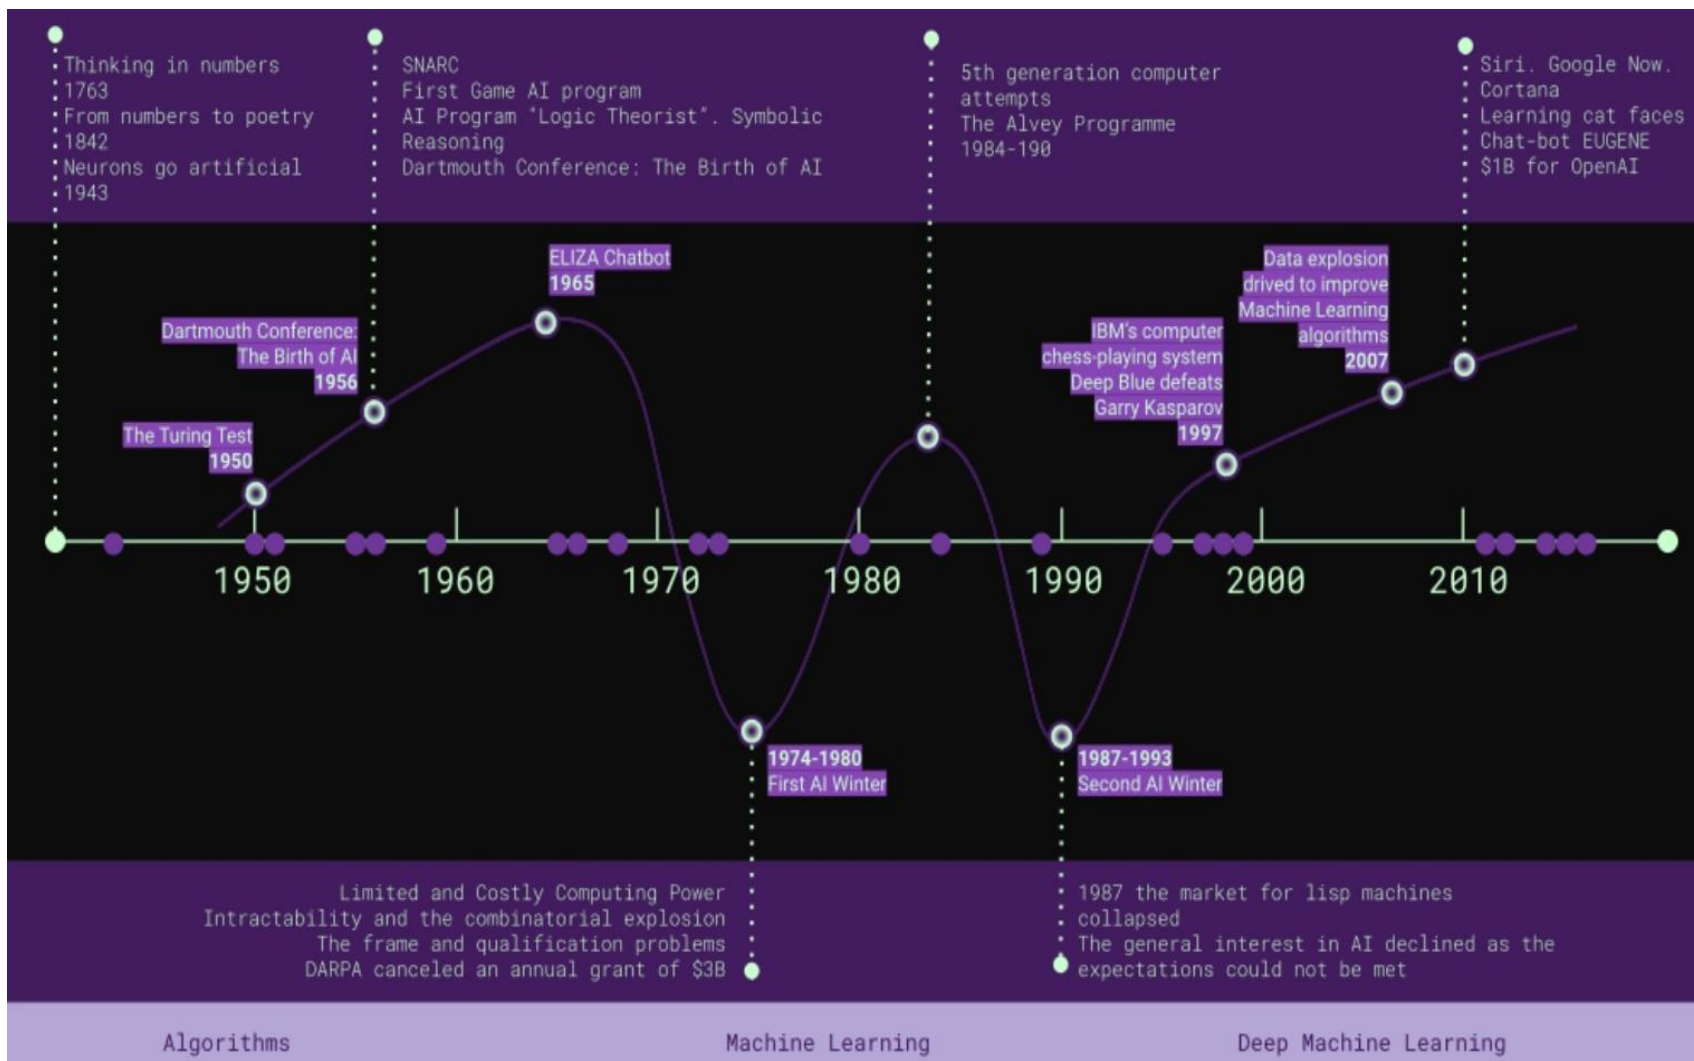 Thinking in numbers
1763
From numbers to poetry
1842
Neurons go artificial
1943
SNARC
First Game AI program
AI Program "Logic Theorist". Symbolic
Reasoning
Dartmouth Conference: The Birth of AI
5th generation computer
attempts
The Alvey Programme
1984-190
Siri. Google Now.
Cortana
Learning cat faces
Chat-bot EUGENE
$1B for OpenAI
The Turing Test
1950
Dartmouth Conference:
The Birth of AI
1956
ELIZA Chatbot
1965
IBM's computer
chess-playing system
Deep Blue defeats
Garry Kasparov
1997
Data explosion
drived to improve
Machine Learning
algorithms
2007
1950
1960
1970
1980
1990
2000
2010
1974-1980
First AI Winter
1987-1993
Second AI Winter
Limited and Costly Computing Power
Intractability and the combinatorial explosion
The frame and qualification problems
DARPA canceled an annual grant of $3B
1987 the market for lisp machines
collapsed
The general interest in AI declined as the
expectations could not be met
Algorithms
Machine Learning
Deep Machine Learning